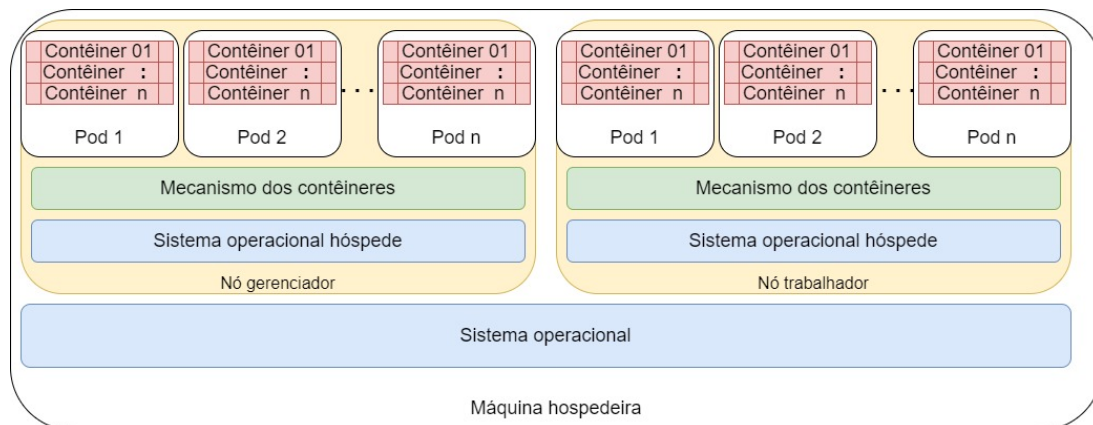 Contêiner 01
Contêiner :
Contêiner n
Pod 1
Contêiner 01
Contêiner :
Contêiner n
Pod 2
...
Contêiner 01
Contêiner :
Contêiner n
Pod n
Mecanismo dos contêineres
Sistema operacional hóspede
Nó gerenciador
Contêiner 01
Contêiner :
Contêiner n
Pod 1
Contêiner 01
Contêiner :
Contêiner n
Pod 2
...
Contêiner 01
Contêiner :
Contêiner n
Pod n
Mecanismo dos contêineres
Sistema operacional hóspede
Nó trabalhador
Sistema operacional
Máquina hospedeira